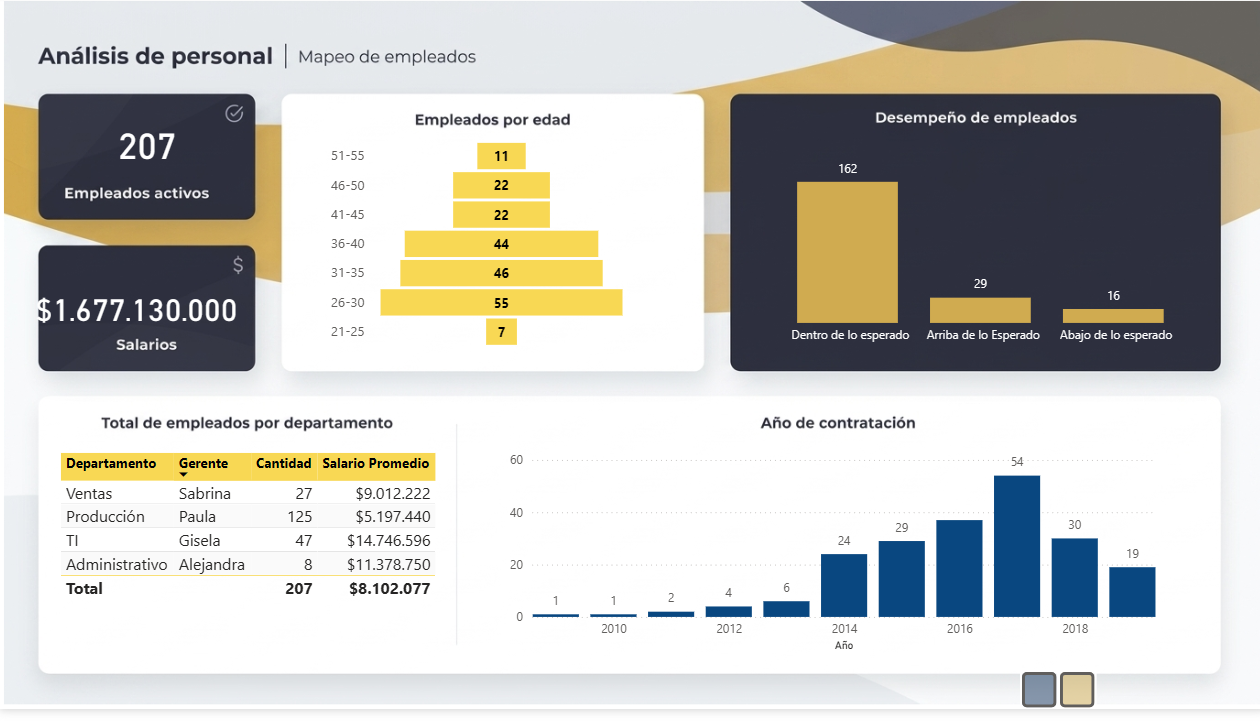 Análisis de personal | Mapeo de empleados
207
Empleados activos
$
$1.677.130.000
Salarios
Empleados por edad
51-55 11
46-50 22
41-45 22
36-40 44
31-35 46
26-30 55
21-25 7
Desempeño de empleados
162 29 16
Dentro de lo esperado Arriba de lo Esperado Abajo de lo esperado
Total de empleados por departamento
Departamento Gerente Cantidad Salario Promedio
Ventas Sabrina 27 $9.012.222
Producción Paula 125 $5.197.440
TI Gisela 47 $14.746.596
Administrativo Alejandra 8 $11.378.750
Total 207 $8.102.077
Año de contratación
60
40
20
0
1 1 2 4 6 24 29 54 30 19
2010 2012 2014 2016 2018
Año